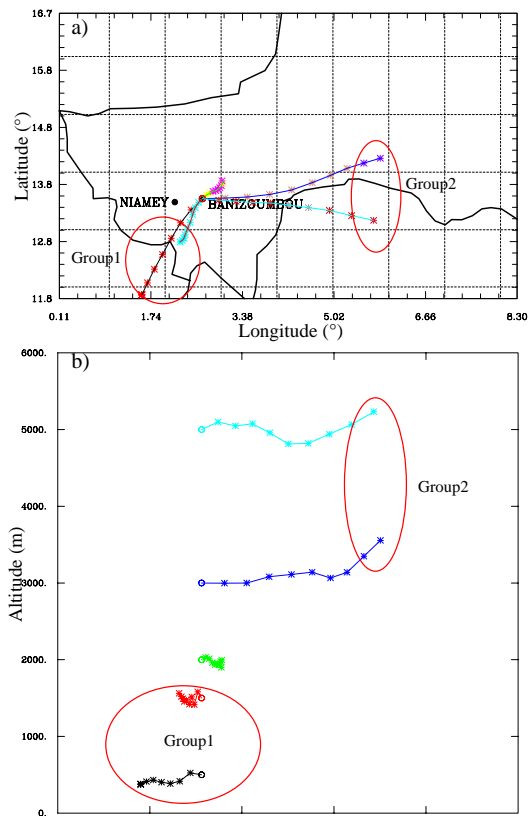 16.7
a)
15.8
14.8
13.8
12.8
11.8
Latitude (°)
NIAMEY
BANIZOUMBOU
Group1
Group2
0.11 1.74 3.38 5.02 6.66 8.30
Longitude (°)
b)
6000.
5000.
4000.
3000.
2000.
1000.
0.
Altitude (m)
Group2
Group1